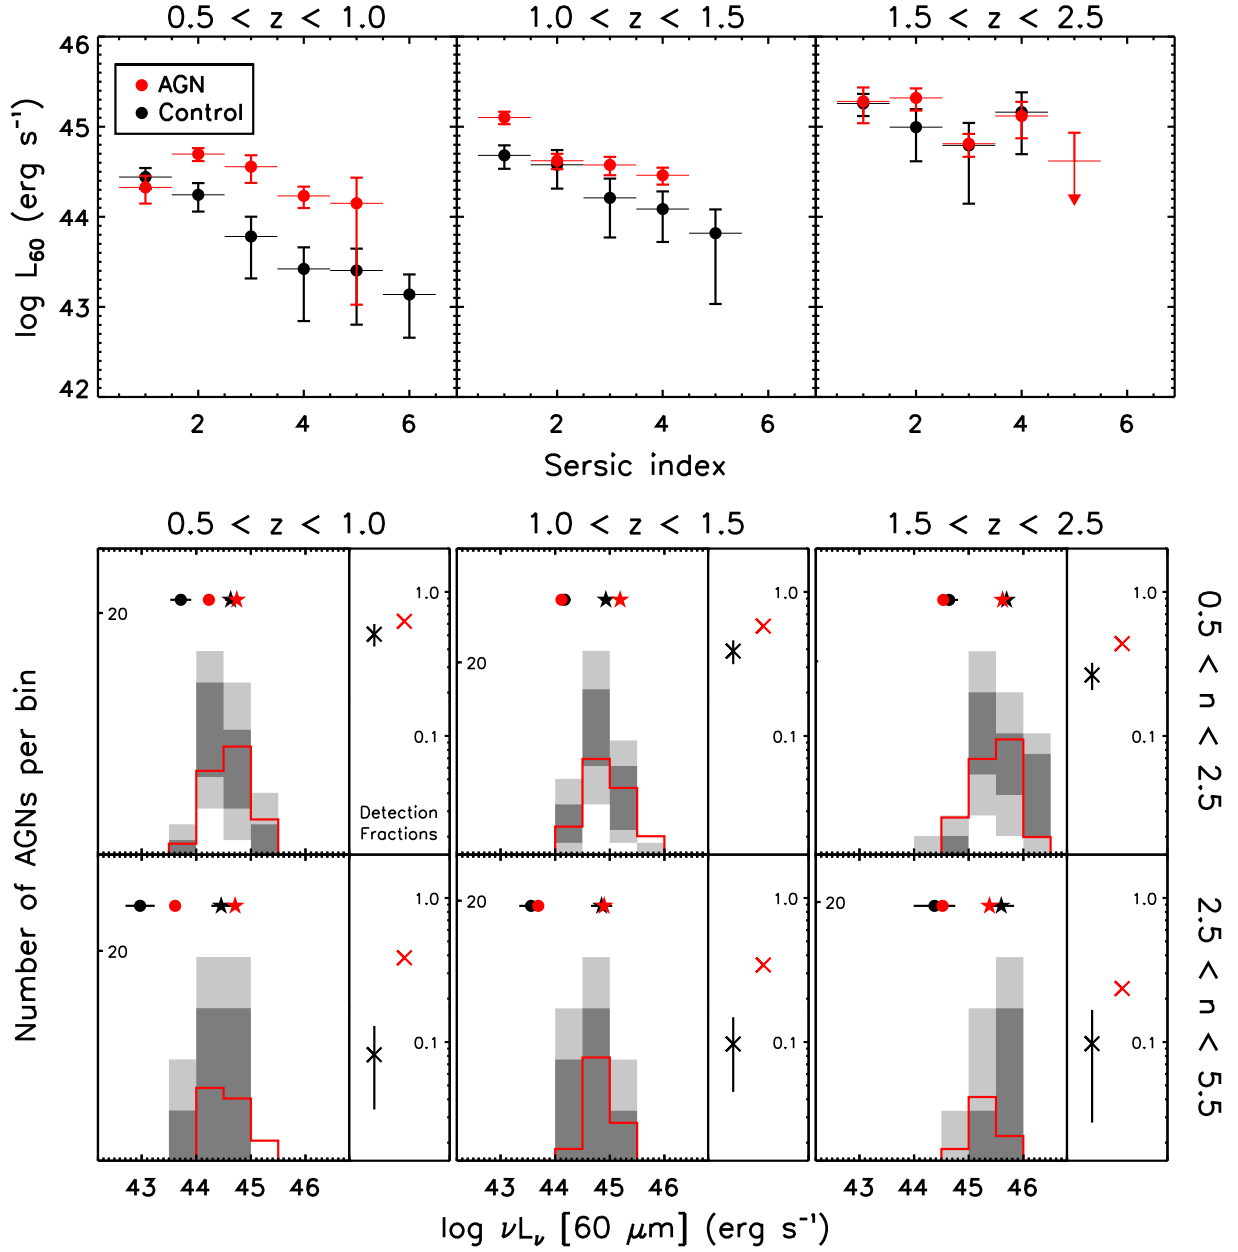 0.5 < z < 1.0
1.0 < z < 1.5
1.5 < z < 2.5
46
45
44
43
42
log L60 (erg s⁻¹)
AGN
Control
2 4 6
2 4 6
2 4 6
Sersic index
0.5 < z < 1.0
1.0 < z < 1.5
1.5 < z < 2.5
Number of AGNs per bin
20
1.0
0.1
Detection
Fractions
20
1.0
0.1
1.0
0.1
0.5 < n < 2.5
20
1.0
0.1
20
1.0
0.1
20
1.0
0.1
2.5 < n < 5.5
43 44 45 46
43 44 45 46
43 44 45 46
log νLν [60 μm] (erg s⁻¹)